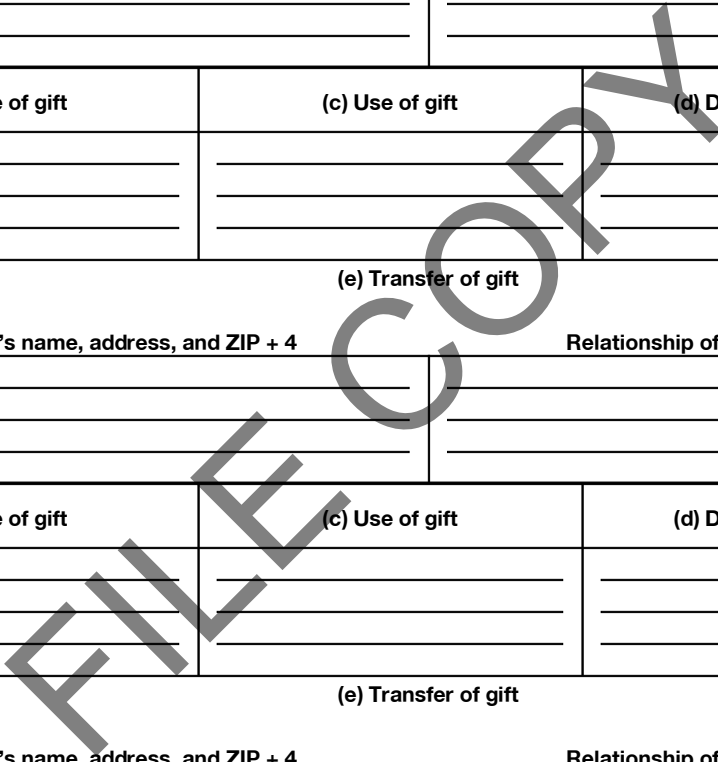 e of gift (c) Use of gift (d) D
(e) Transfer of gift
's name, address, and ZIP + 4 Relationship of
e of gift (c) Use of gift (d) D
(e) Transfer of gift
's name, address, and ZIP + 4 Relationship of
FILE COPY